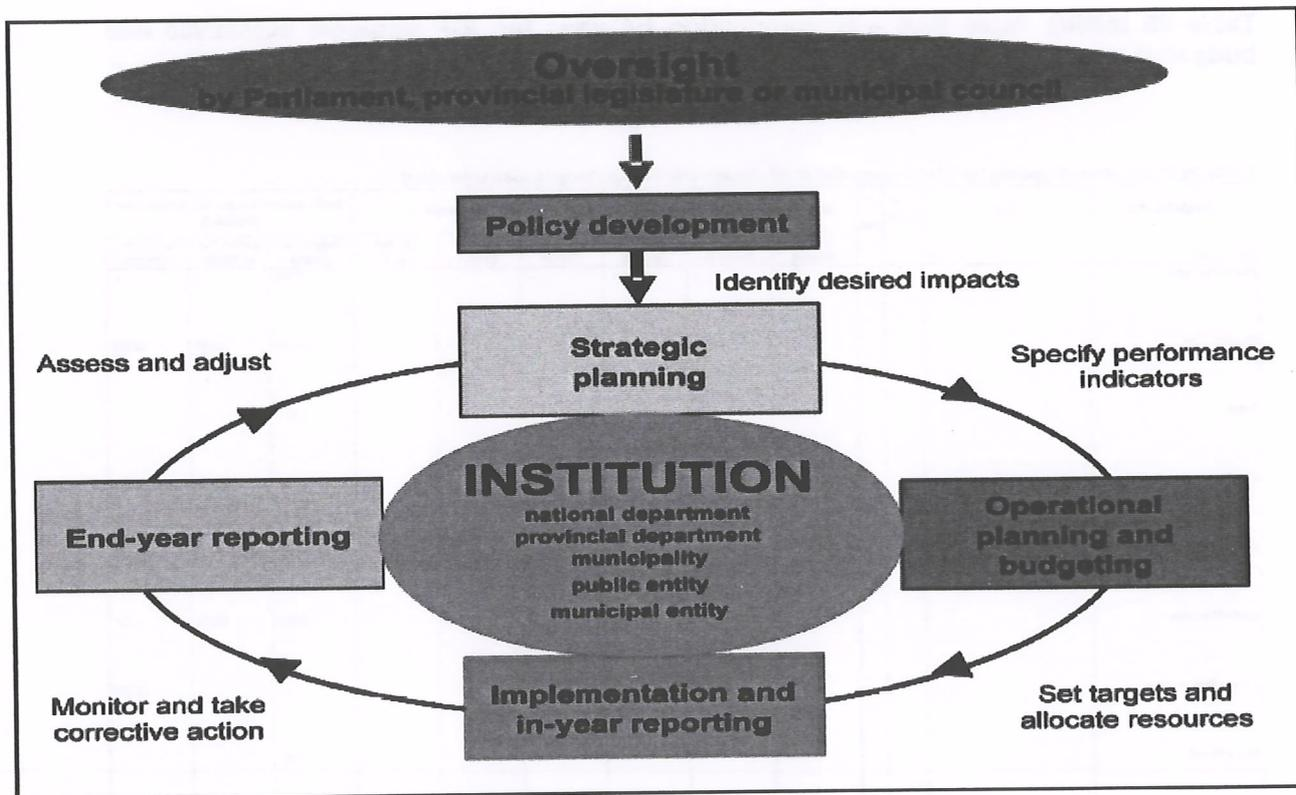 Oversight
by Parliament, provincial legislature or municipal council
Policy development
Identify desired impacts
Strategic
planning
Assess and adjust
Specify performance
indicators
INSTITUTION
national department
provincial department
municipality
public entity
municipal entity
End-year reporting
Operational
planning and
budgeting
Implementation and
in-year reporting
Monitor and take
corrective action
Set targets and
allocate resources